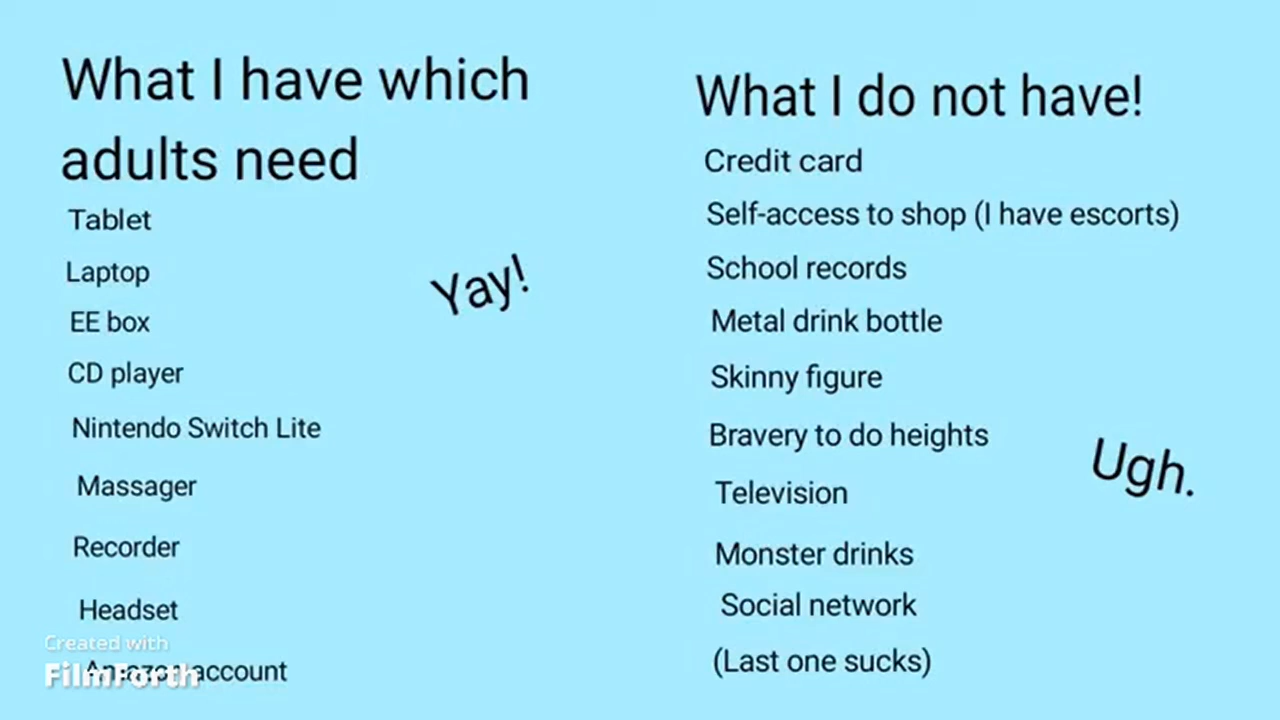 What I have which
adults need
Tablet
Laptop
EE box
CD player
Nintendo Switch Lite
Massager
Recorder
Headset
Amazon account
Yay!
What I do not have!
Credit card
Self-access to shop (I have escorts)
School records
Metal drink bottle
Skinny figure
Bravery to do heights
Television
Monster drinks
Social network
(Last one sucks)
Ugh.
Created with
FilmForth